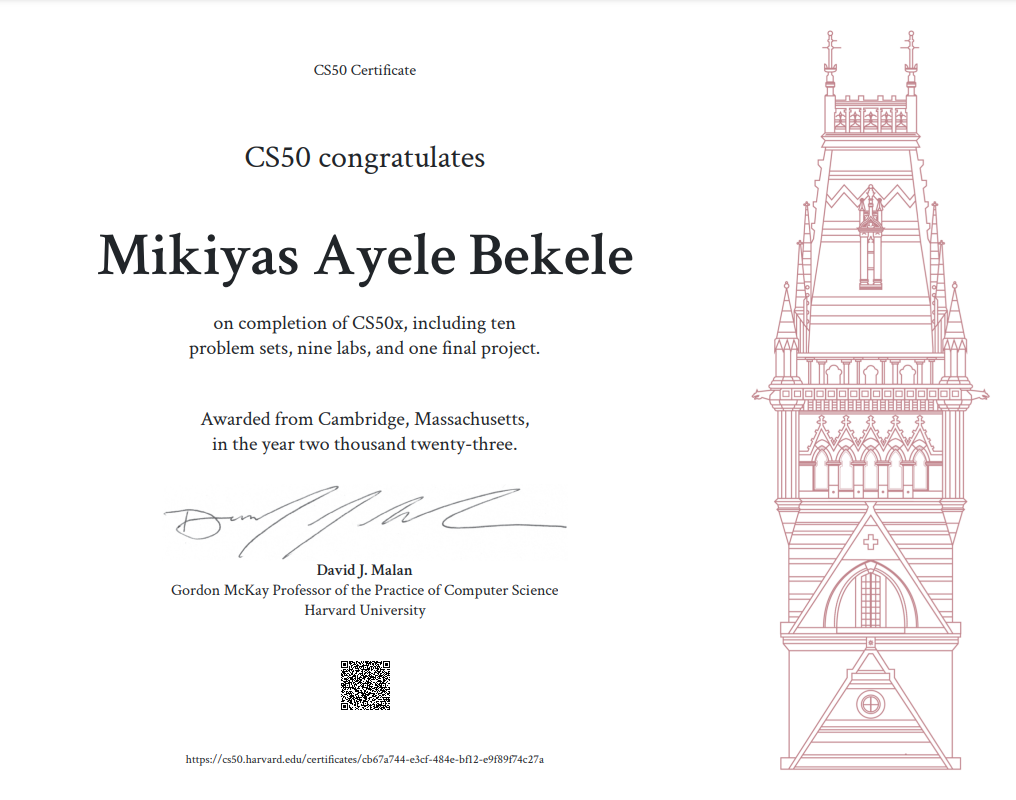 CS50 Certificate
CS50 congratulates
Mikiyas Ayele Bekele
on completion of CS50x, including ten
problem sets, nine labs, and one final project.
Awarded from Cambridge, Massachusetts,
in the year two thousand twenty-three.
David J. Malan
Gordon McKay Professor of the Practice of Computer Science
Harvard University
https://cs50.harvard.edu/certificates/cb67a744-e3cf-484e-bf12-e9f89f74c27a